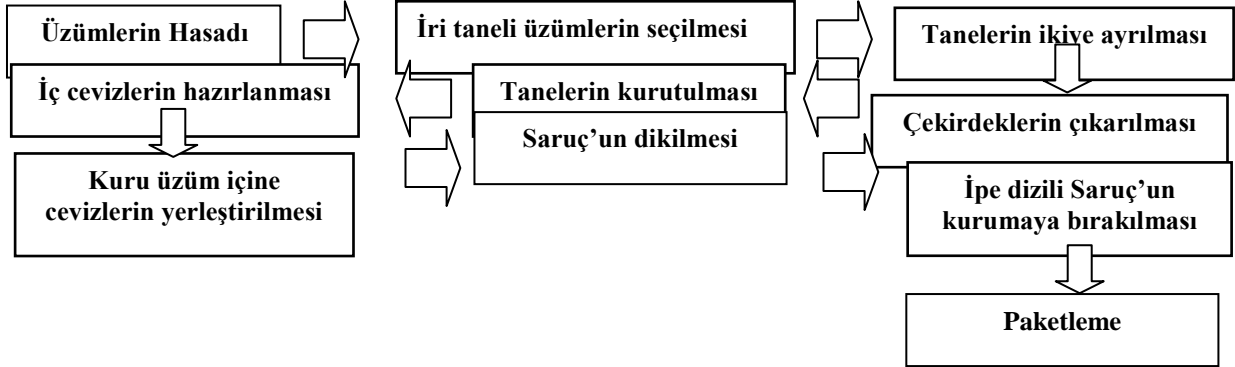 Üzümlerin Hasadı
İri taneli üzümlerin seçilmesi
Tanelerin ikiye ayrılması
Çekirdeklerin çıkarılması
Tanelerin kurutulması
İç cevizlerin hazırlanması
Kuru üzüm içine
cevizlerin yerleştirilmesi
Saruç’un dikilmesi
İpe dizili Saruç’un
kurumaya bırakılması
Paketleme